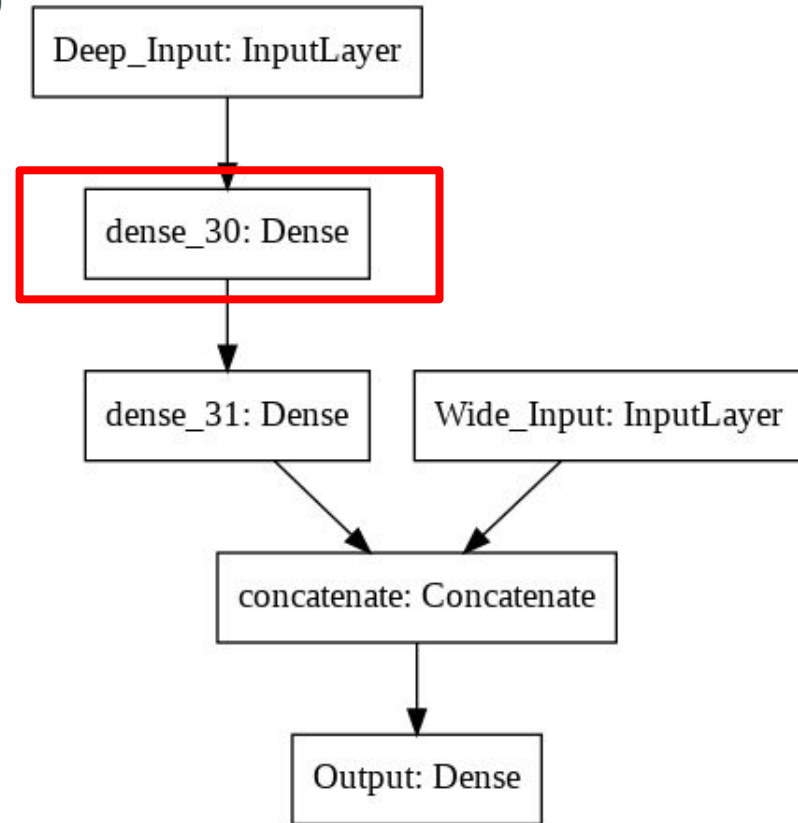 Deep_Input: InputLayer
dense_30: Dense
dense_31: Dense
Wide_Input: InputLayer
concatenate: Concatenate
Output: Dense